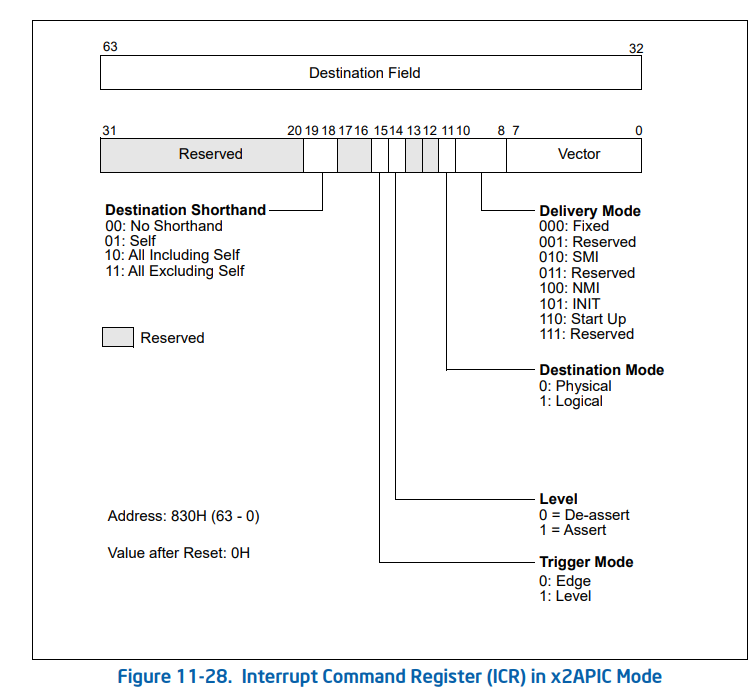 63 32
Destination Field
31 20 19 18 17 16 15 14 13 12 11 10 8 7 0
Reserved Vector
Destination Shorthand
00: No Shorthand
01: Self
10: All Including Self
11: All Excluding Self
Reserved
Delivery Mode
000: Fixed
001: Reserved
010: SMI
011: Reserved
100: NMI
101: INIT
110: Start Up
111: Reserved
Destination Mode
0: Physical
1: Logical
Level
0 = De-assert
1 = Assert
Address: 830H (63 - 0)
Value after Reset: 0H
Trigger Mode
0: Edge
1: Level
Figure 11-28. Interrupt Command Register (ICR) in x2APIC Mode